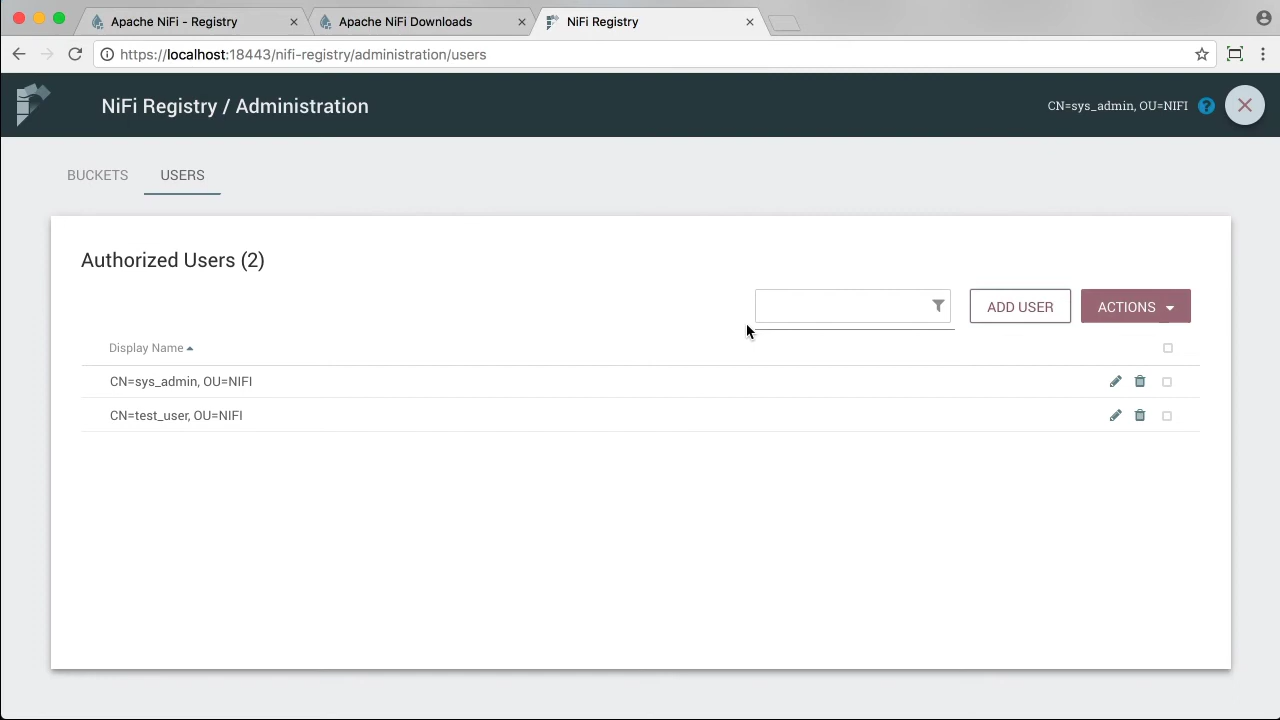 Apache NiFi - Registry
Apache NiFi Downloads
NiFi Registry
https://localhost:18443/nifi-registry/administration/users
NiFi Registry / Administration
CN=sys_admin, OU=NIFI
BUCKETS
USERS
Authorized Users (2)
ADD USER
ACTIONS
Display Name
CN=sys_admin, OU=NIFI
CN=test_user, OU=NIFI